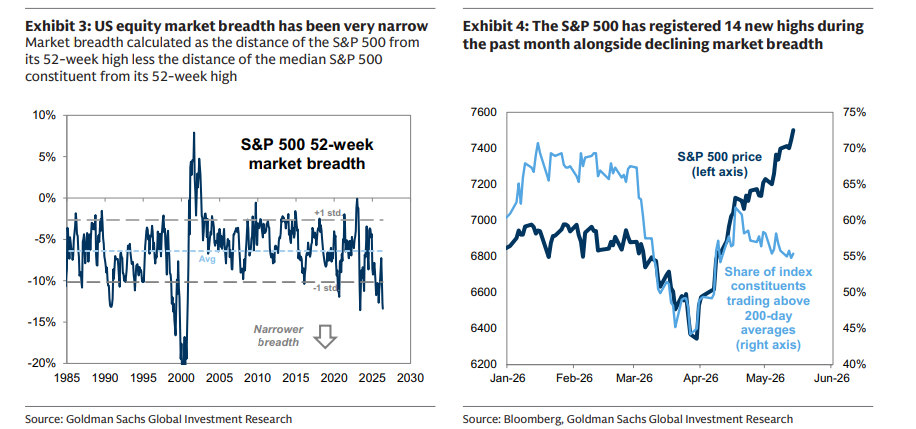 Exhibit 3: US equity market breadth has been very narrow
Market breadth calculated as the distance of the S&P 500 from
its 52-week high less the distance of the median S&P 500
constituent from its 52-week high
10%
5%
0%
-5%
-10%
-15%
-20%
S&P 500 52-week
market breadth
+1 std.
Avg
-1 std.
Narrower
breadth
1985 1990 1995 2000 2005 2010 2015 2020 2025 2030
Source: Goldman Sachs Global Investment Research
Exhibit 4: The S&P 500 has registered 14 new highs during
the past month alongside declining market breadth
7600
7400
7200
7000
6800
6600
6400
6200
75%
70%
65%
60%
55%
50%
45%
40%
S&P 500 price
(left axis)
Share of index
constituents
trading above
200-day
averages
(right axis)
Jan-26 Feb-26 Mar-26 Apr-26 May-26 Jun-26
Source: Bloomberg, Goldman Sachs Global Investment Research